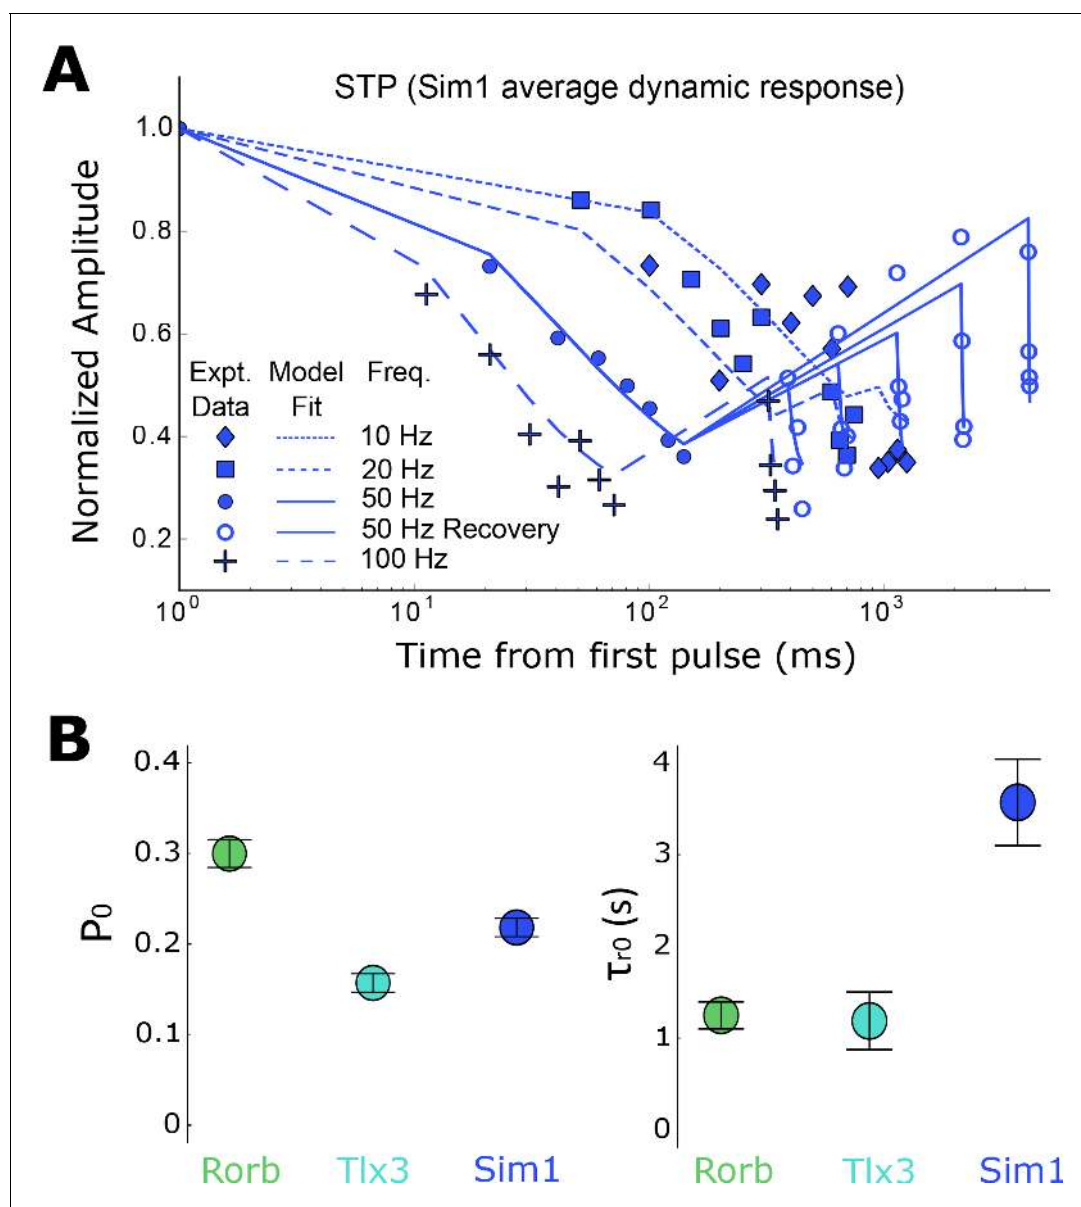 A
STP (Sim1 average dynamic response)
Normalized Amplitude
1.0
0.8
0.6
0.4
0.2
Expt. Model Freq.
Data Fit
10 Hz
20 Hz
50 Hz
50 Hz Recovery
100 Hz
10⁰ 10¹ 10² 10³
Time from first pulse (ms)
B
P₀
0.4
0.3
0.2
0.1
0
Rorb Tlx3 Sim1
τr0 (s)
4
3
2
1
0
Rorb Tlx3 Sim1